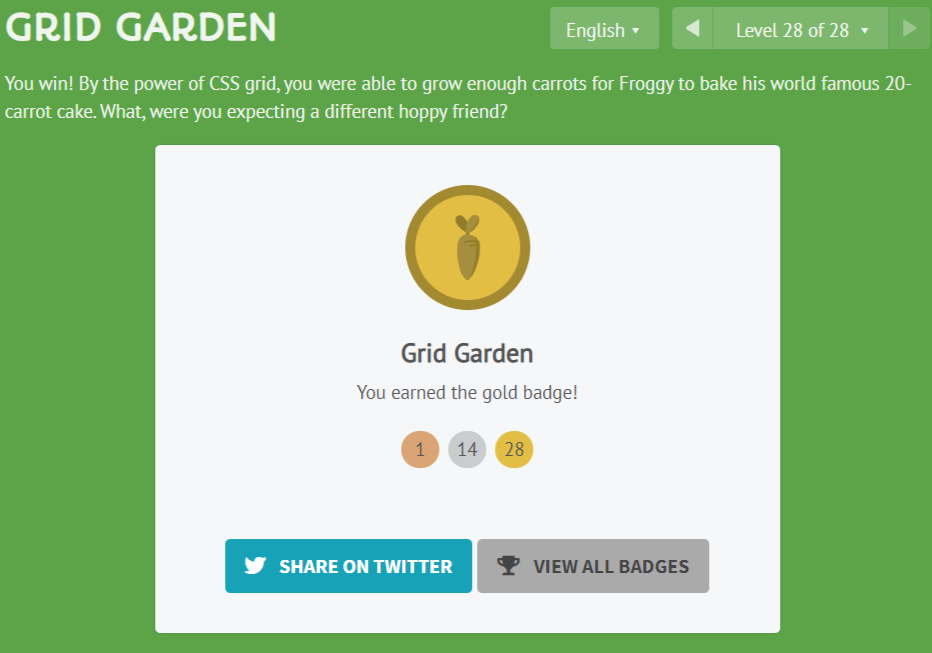 GRID GARDEN
English ▾
Level 28 of 28 ▾
You win! By the power of CSS grid, you were able to grow enough carrots for Froggy to bake his world famous 20-
carrot cake. What, were you expecting a different hoppy friend?
Grid Garden
You earned the gold badge!
1 14 28
SHARE ON TWITTER
VIEW ALL BADGES